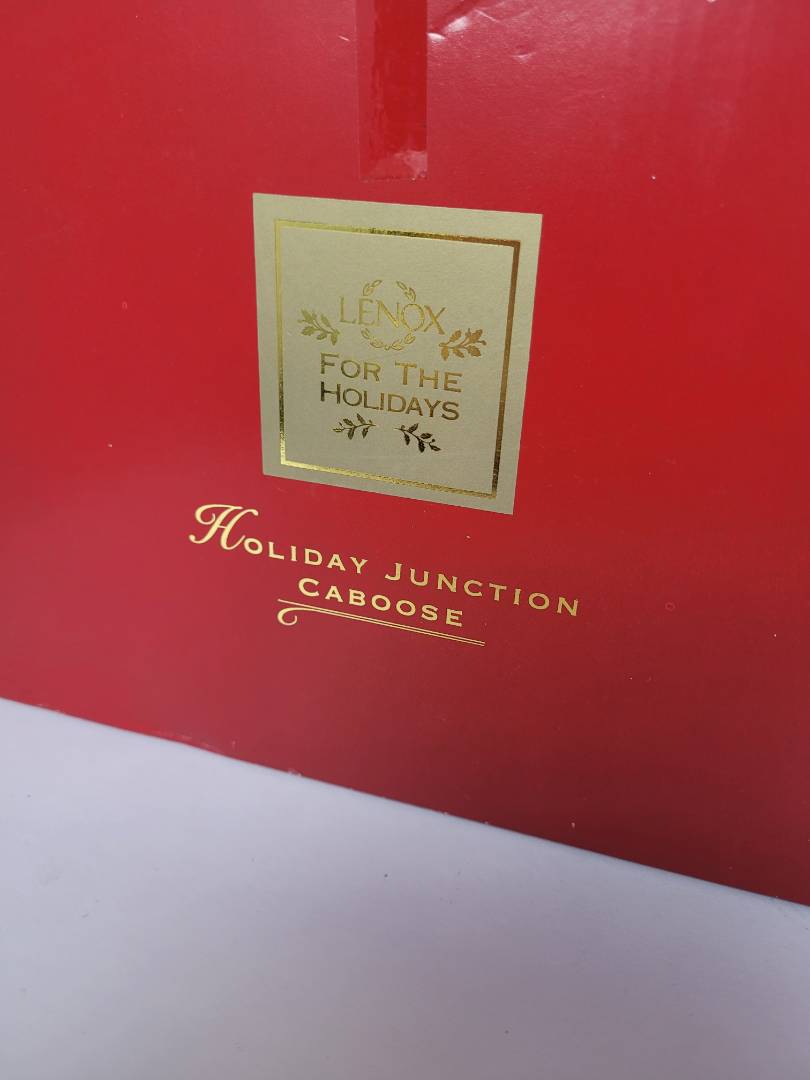 LENOX
FOR THE
HOLIDAYS
HOLIDAY JUNCTION
CABOOSE